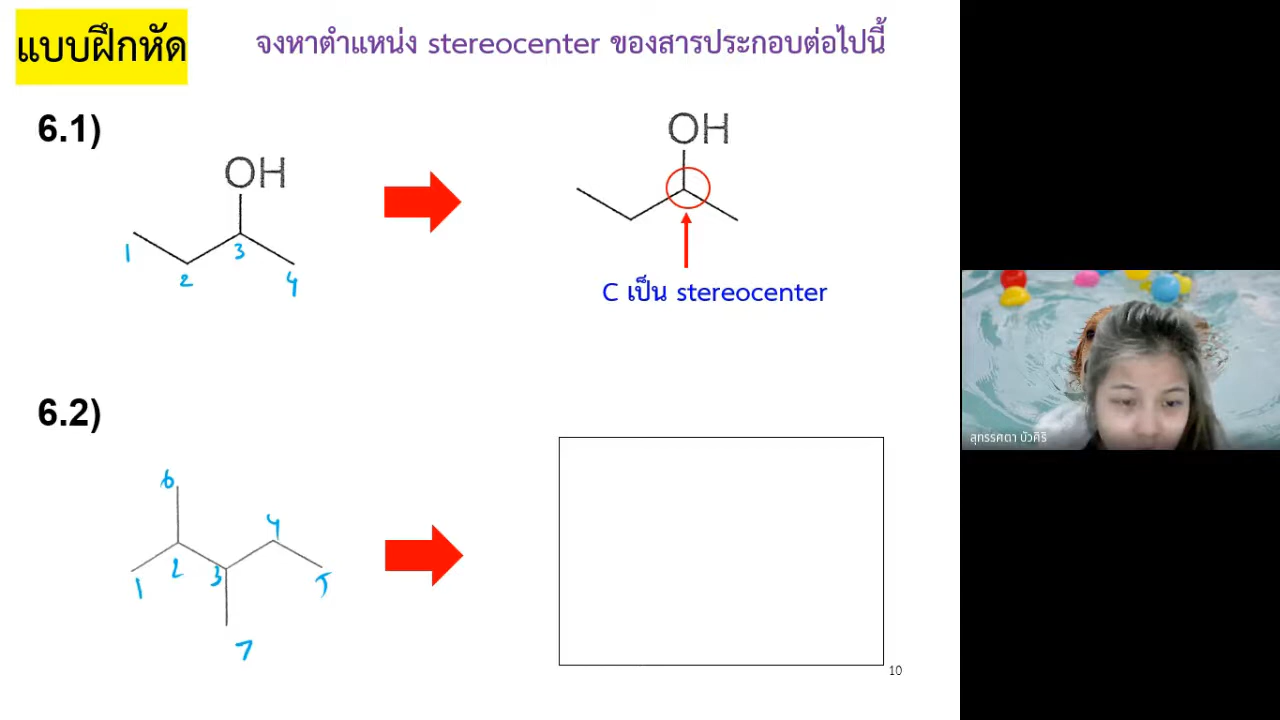 แบบฝึกหัด
จงหาตำแหน่ง stereocenter ของสารประกอบต่อไปนี้
6.1)
OH
1
2
3
4
OH
C เป็น stereocenter
6.2)
6
1
2
3
4
5
7
สุทรรศตา บัวคิริ
10